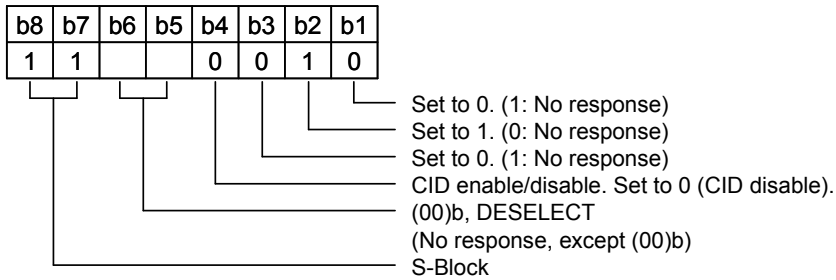 b8 b7 b6 b5 b4 b3 b2 b1
1 1 0 0 1 0
Set to 0. (1: No response)
Set to 1. (0: No response)
Set to 0. (1: No response)
CID enable/disable. Set to 0 (CID disable).
(00)b, DESELECT
(No response, except (00)b)
S-Block